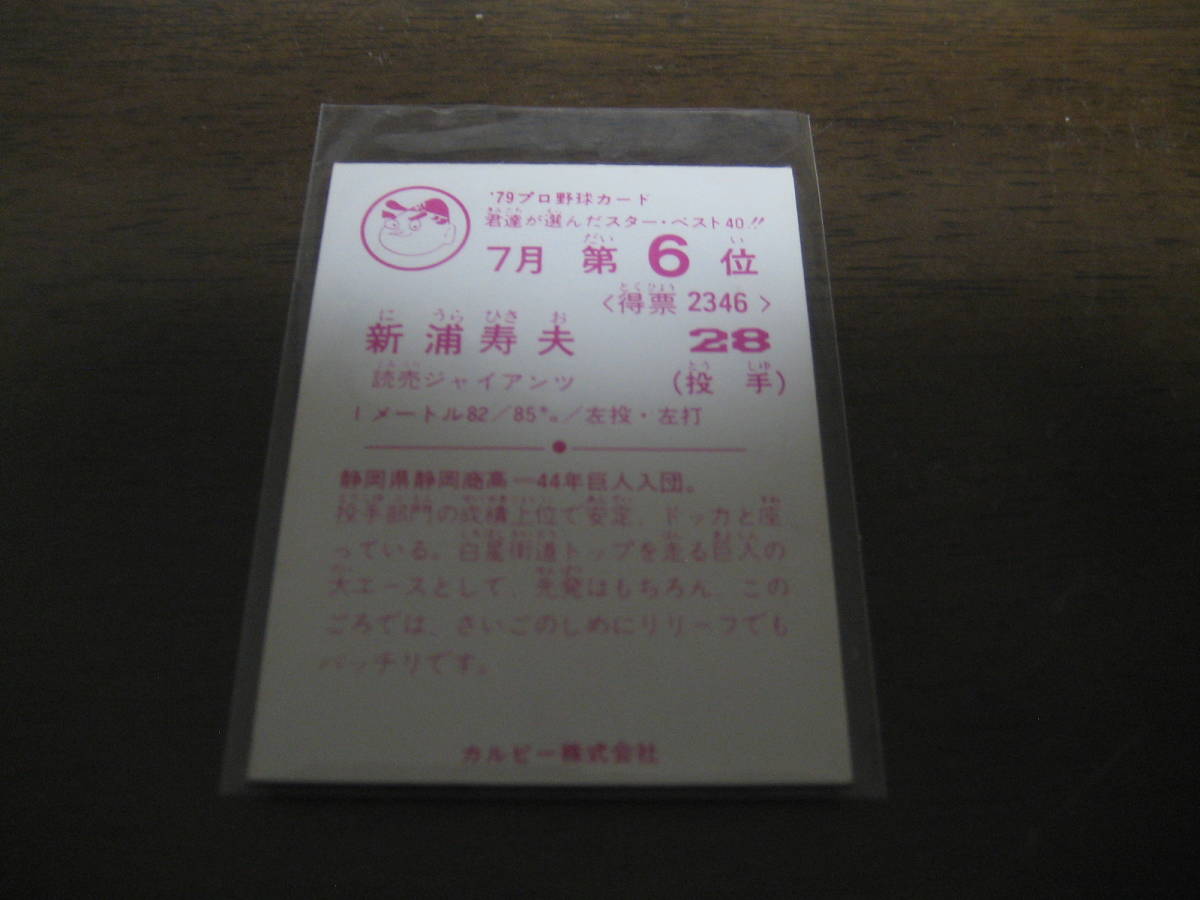 '79プロ野球カード
君達が選んだスター・ベスト40!!
7月 第6位
<得票 2346>
新浦寿夫 28
読売ジャイアンツ (投手)
1メートル82/85㌔/左投・左打
静岡県静岡商高—44年巨人入団。
投手部門の成績上位で安定、ドッカと座
っている。白星街道トップを走る巨人の
大エースとして、先発はもちろん、この
ごろでは、さいごのしめにリリーフでも
バッチリです。
カルビー株式会社